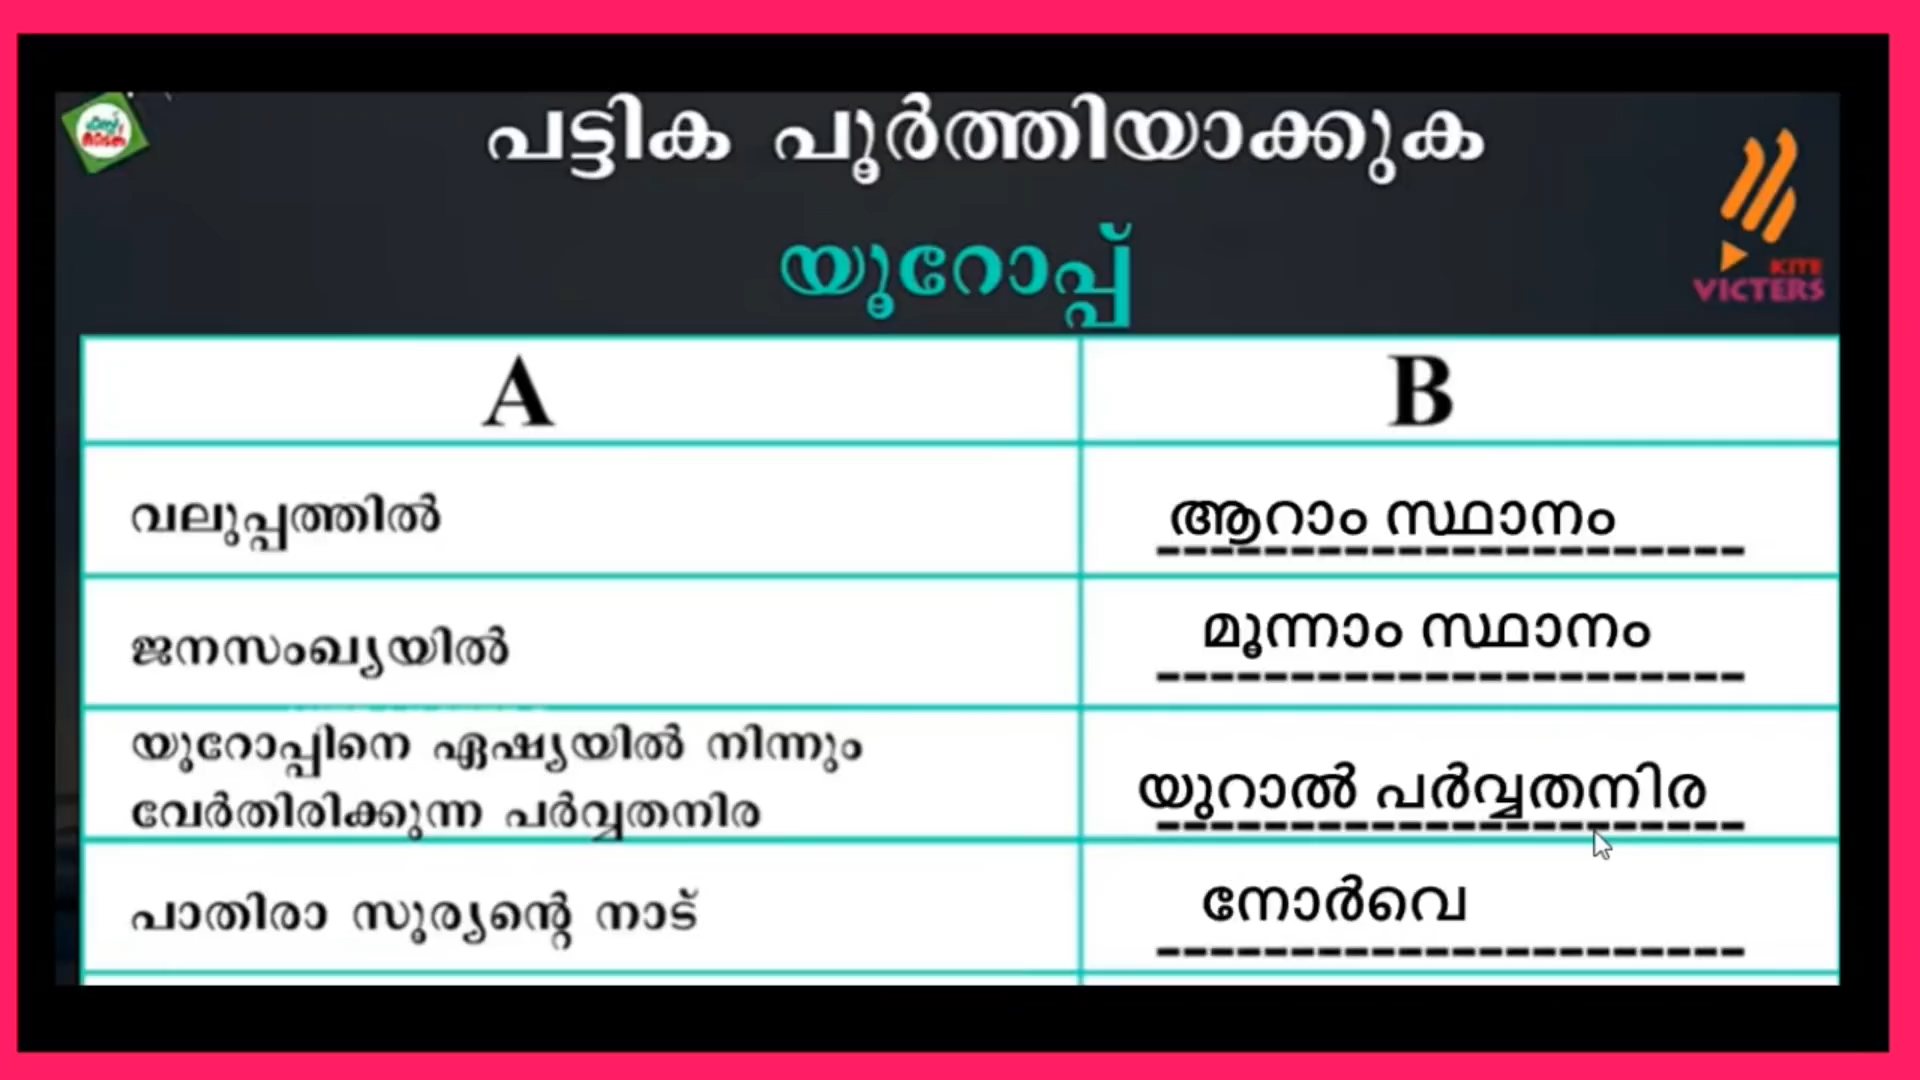 പട്ടിക പൂർത്തിയാക്കുക
യൂറോപ്പ്
KITE
VICTERS
A
B
വലുപ്പത്തിൽ
ആറാം സ്ഥാനം
ജനസംഖ്യയിൽ
മൂന്നാം സ്ഥാനം
യുറോപ്പിനെ ഏഷ്യയിൽ നിന്നും
വേർതിരിക്കുന്ന പർവ്വതനിര
യുറാൽ പർവ്വതനിര
പാതിരാ സൂര്യന്റെ നാട്
നോർവെ